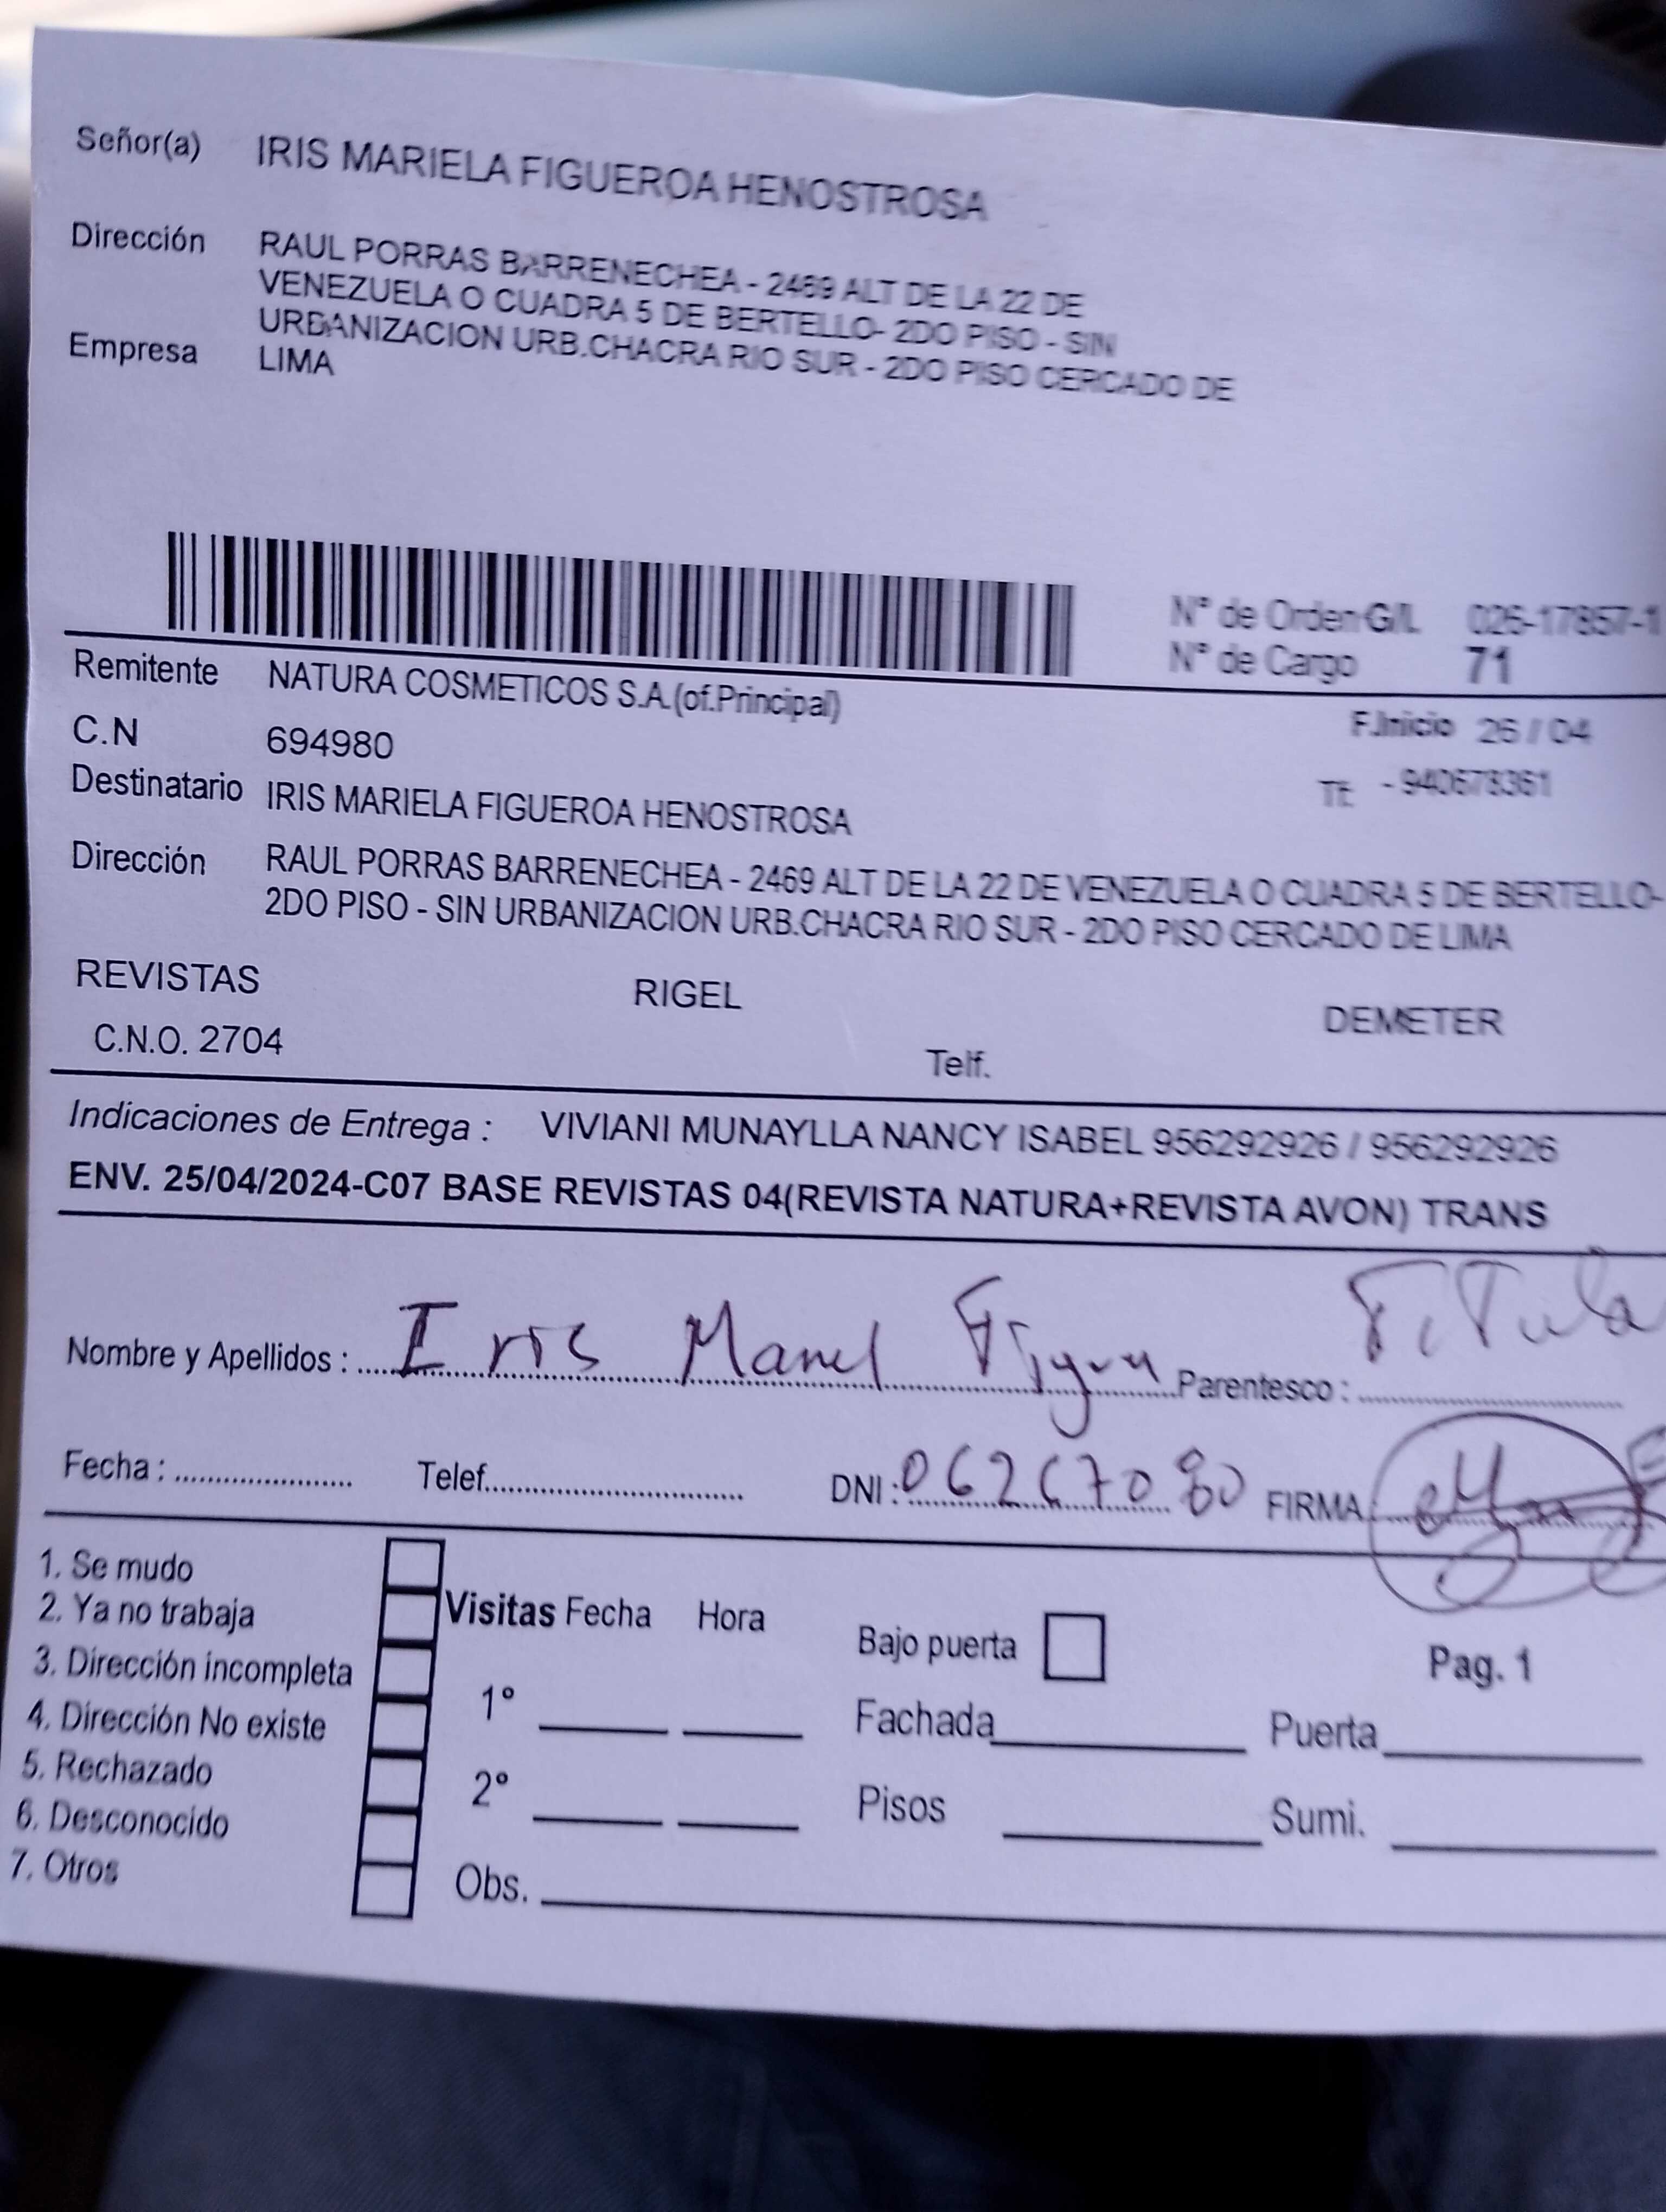 Señor(a) IRIS MARIELA FIGUEROA HENOSTROSA
Dirección RAUL PORRAS BARRENECHEA - 2469 ALT DE LA 22 DE
VENEZUELA O CUADRA 5 DE BERTELLO- 2DO PISO - SIN
URBANIZACION URB.CHACRA RIO SUR - 2DO PISO CERCADO DE
Empresa LIMA
N° de Orden G/L 026-17857-1
N° de Cargo 71
Remitente NATURA COSMETICOS S.A.(of.Principal)
F.Inicio 26 / 04
C.N 694980
Tf: - 940678361
Destinatario IRIS MARIELA FIGUEROA HENOSTROSA
Dirección RAUL PORRAS BARRENECHEA - 2469 ALT DE LA 22 DE VENEZUELA O CUADRA 5 DE BERTELLO-
2DO PISO - SIN URBANIZACION URB.CHACRA RIO SUR - 2DO PISO CERCADO DE LIMA
REVISTAS RIGEL DEMETER
C.N.O. 2704 Telf.
Indicaciones de Entrega : VIVIANI MUNAYLLA NANCY ISABEL 956292926 / 956292926
ENV. 25/04/2024-C07 BASE REVISTAS 04(REVISTA NATURA+REVISTA AVON) TRANS
Nombre y Apellidos : Iris Parentesco :
Fecha : Telef. DNI : 06267080 FIRMA
1. Se mudo
2. Ya no trabaja Visitas Fecha Hora Bajo puerta Pag. 1
3. Dirección incompleta 1° Fachada Puerta
4. Dirección No existe
5. Rechazado 2° Pisos Sumi.
6. Desconocido
7. Otros Obs.